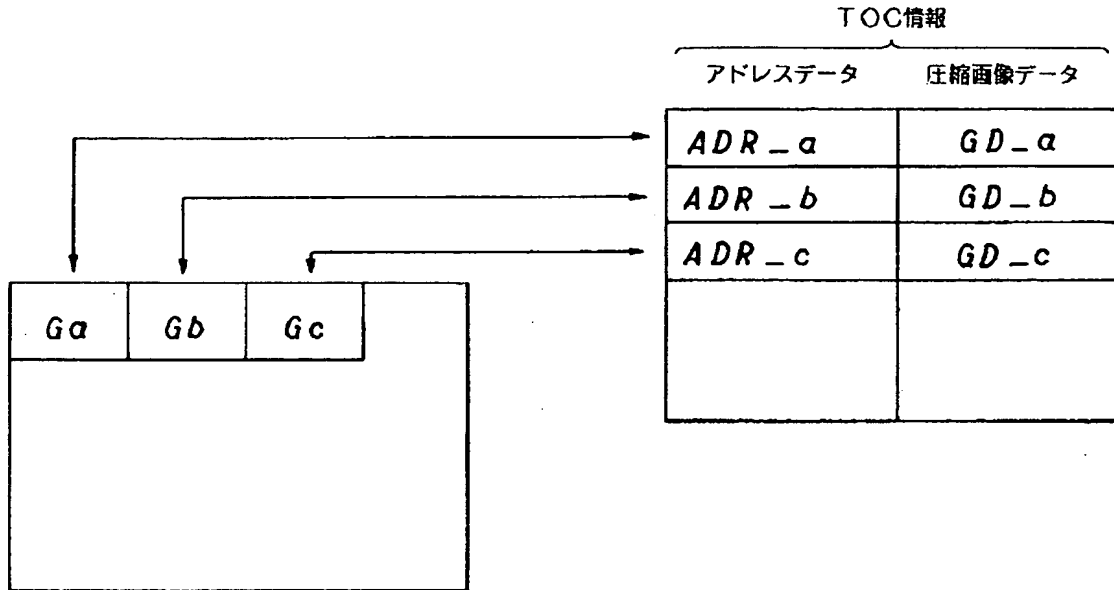 TOC情報
アドレスデータ 圧縮画像データ
ADR_a GD_a
ADR_b GD_b
ADR_c GD_c
Ga Gb Gc